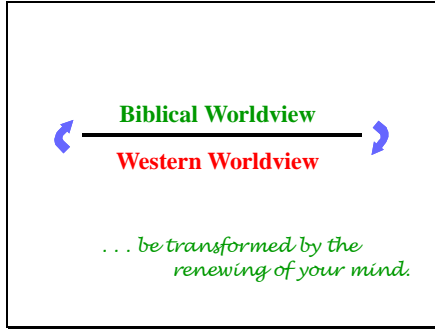 Biblical Worldview
Western Worldview
. . . be transformed by the
renewing of your mind.